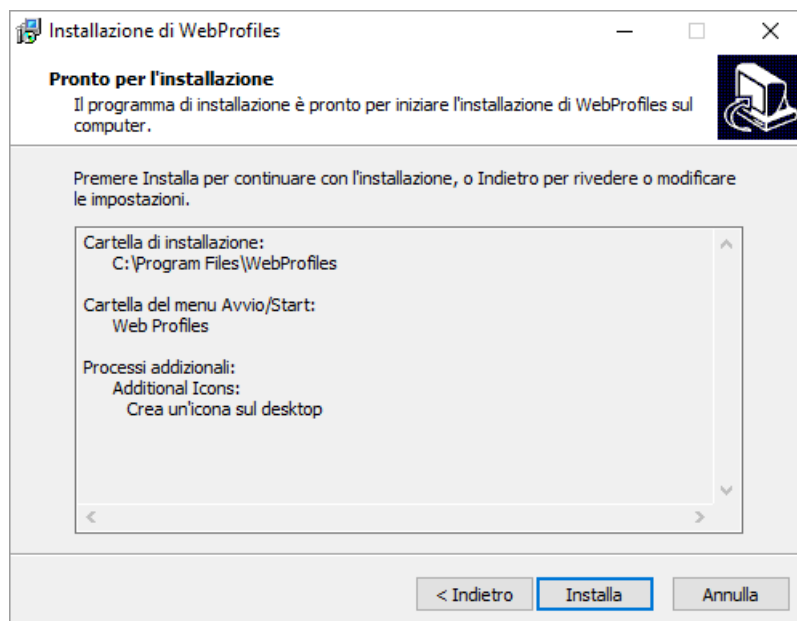 Installazione di WebProfiles
Pronto per l'installazione
Il programma di installazione è pronto per iniziare l'installazione di WebProfiles sul
computer.
Premere Installa per continuare con l'installazione, o Indietro per rivedere o modificare
le impostazioni.
Cartella di installazione:
C:\Program Files\WebProfiles
Cartella del menu Avvio/Start:
Web Profiles
Processi addizionali:
Additional Icons:
Crea un'icona sul desktop
< Indietro
Installa
Annulla